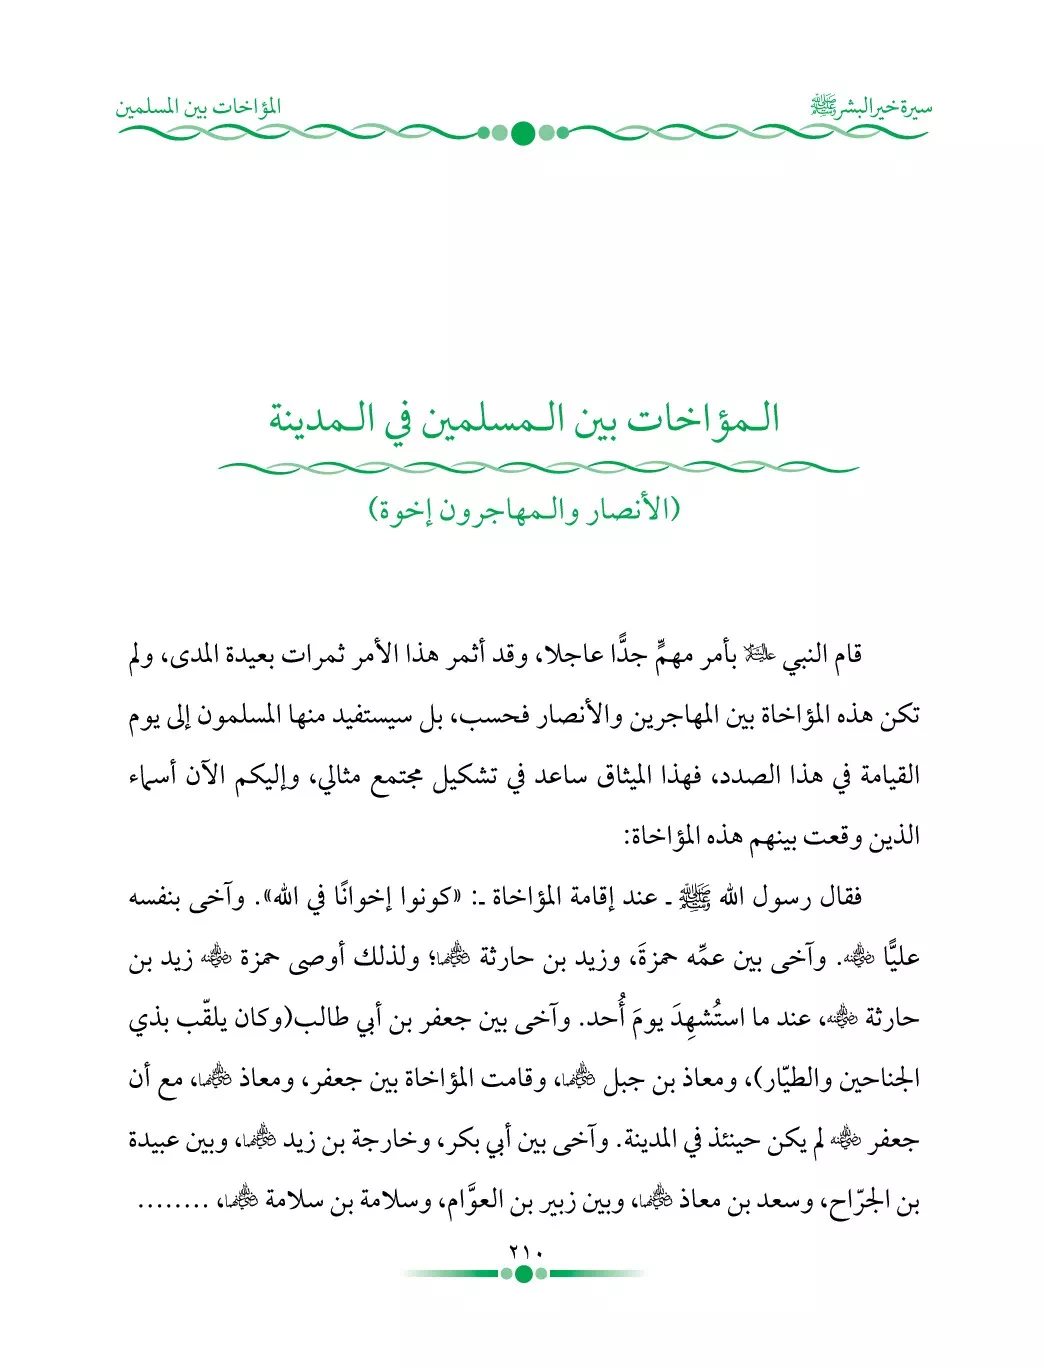 سيرة خير البشر ﷺ
المؤاخات بين المسلمين
الـمؤاخات بين الـمسلمين في الـمدينة
(الأنصار والـمهاجرون إخوة)
قام النبي عليه السلام بأمر مهمٍّ جدًّا عاجلا، وقد أثمر هذا الأمر ثمرات بعيدة المدى، ولم
تكن هذه المؤاخاة بين المهاجرين والأنصار فحسب، بل سيستفيد منها المسلمون إلى يوم
القيامة في هذا الصدد، فهذا الميثاق ساعد في تشكيل مجتمع مثالي، وإليكم الآن أسماء
الذين وقعت بينهم هذه المؤاخاة:
فقال رسول الله ﷺ ـ عند إقامة المؤاخاة ـ: «كونوا إخوانًا في الله». وآخى بنفسه
عليًّا رضي الله عنه. وآخى بين عمِّه حمزةَ، وزيد بن حارثة رضي الله عنهما؛ ولذلك أوصى حمزة رضي الله عنه زيد بن
حارثة رضي الله عنه، عند ما استُشهِدَ يومَ أُحد. وآخى بين جعفر بن أبي طالب(وكان يلقّب بذي
الجناحين والطيّار)، ومعاذ بن جبل رضي الله عنهما، وقامت المؤاخاة بين جعفر، ومعاذ رضي الله عنهما، مع أن
جعفر رضي الله عنه لم يكن حينئذ في المدينة. وآخى بين أبي بكر، وخارجة بن زيد رضي الله عنهما، وبين عبيدة
بن الجرّاح، وسعد بن معاذ رضي الله عنهما، وبين زبير بن العوَّام، وسلامة بن سلامة رضي الله عنهما، ........
٢١٠